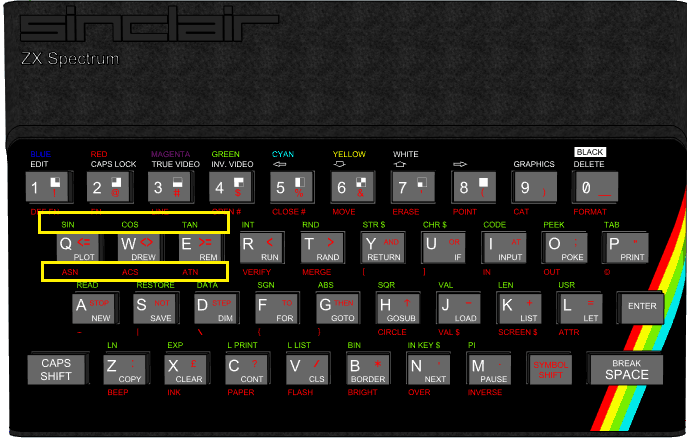 sinclair
ZX Spectrum
BLUE RED MAGENTA GREEN CYAN YELLOW WHITE BLACK
EDIT CAPS LOCK TRUE VIDEO INV. VIDEO GRAPHICS DELETE
1 ! 2 @ 3 # 4 $ 5 % 6 & 7 ' 8 ( 9 ) 0 _
DEF FN FN LINE OPEN # CLOSE # MOVE ERASE POINT CAT FORMAT
SIN COS TAN INT RND STR $ CHR $ CODE PEEK TAB
Q <= W <> E >= R < T > Y AND U OR I AT O ; P "
PLOT DREW REM RUN RAND RETURN IF INPUT POKE PRINT
ASN ACS ATN VERIFY MERGE [ ] IN OUT ©
READ RESTORE DATA SGN ABS SQR VAL LEN USR
A STOP S NOT D STEP F TO G THEN H ↑ J - K + L = ENTER
NEW SAVE DIM FOR GOTO GOSUB LOAD LIST LET
~ | \ { } CIRCLE VAL $ SCREEN $ ATTR
LN EXP L PRINT L LIST BIN IN KEY $ PI
CAPS SHIFT Z : X £ C ? V / B * N , M . SYMBOL SHIFT BREAK SPACE
COPY CLEAR CONT CLS BORDER NEXT PAUSE
BEEP INK PAPER FLASH BRIGHT OVER INVERSE